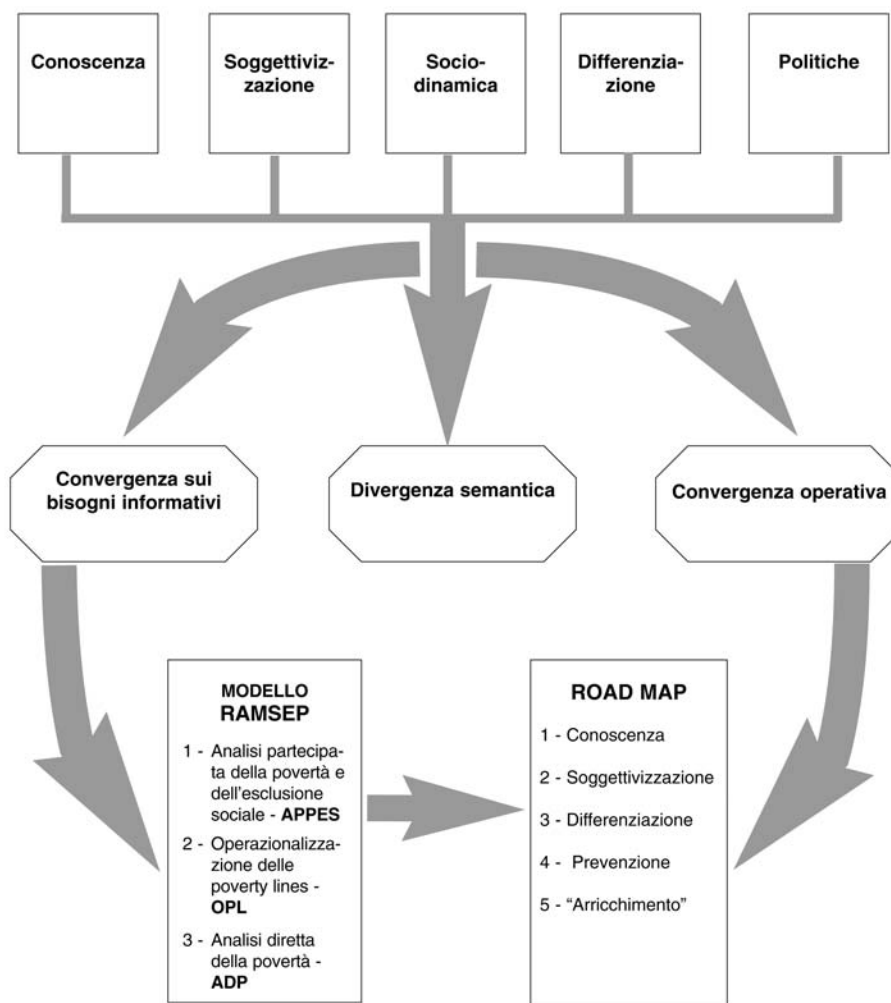 Conoscenza
Soggettiviz-
zazione
Socio-
dinamica
Differenzia-
zione
Politiche
Convergenza sui
bisogni informativi
Divergenza semantica
Convergenza operativa
MODELLO
RAMSEP
1 - Analisi partecipa-
ta della povertà e
dell'esclusione
sociale - APPES
2 - Operazionalizza-
zione delle
poverty lines -
OPL
3 - Analisi diretta
della povertà -
ADP
ROAD MAP
1 - Conoscenza
2 - Soggettivizzazione
3 - Differenziazione
4 - Prevenzione
5 - “Arricchimento”